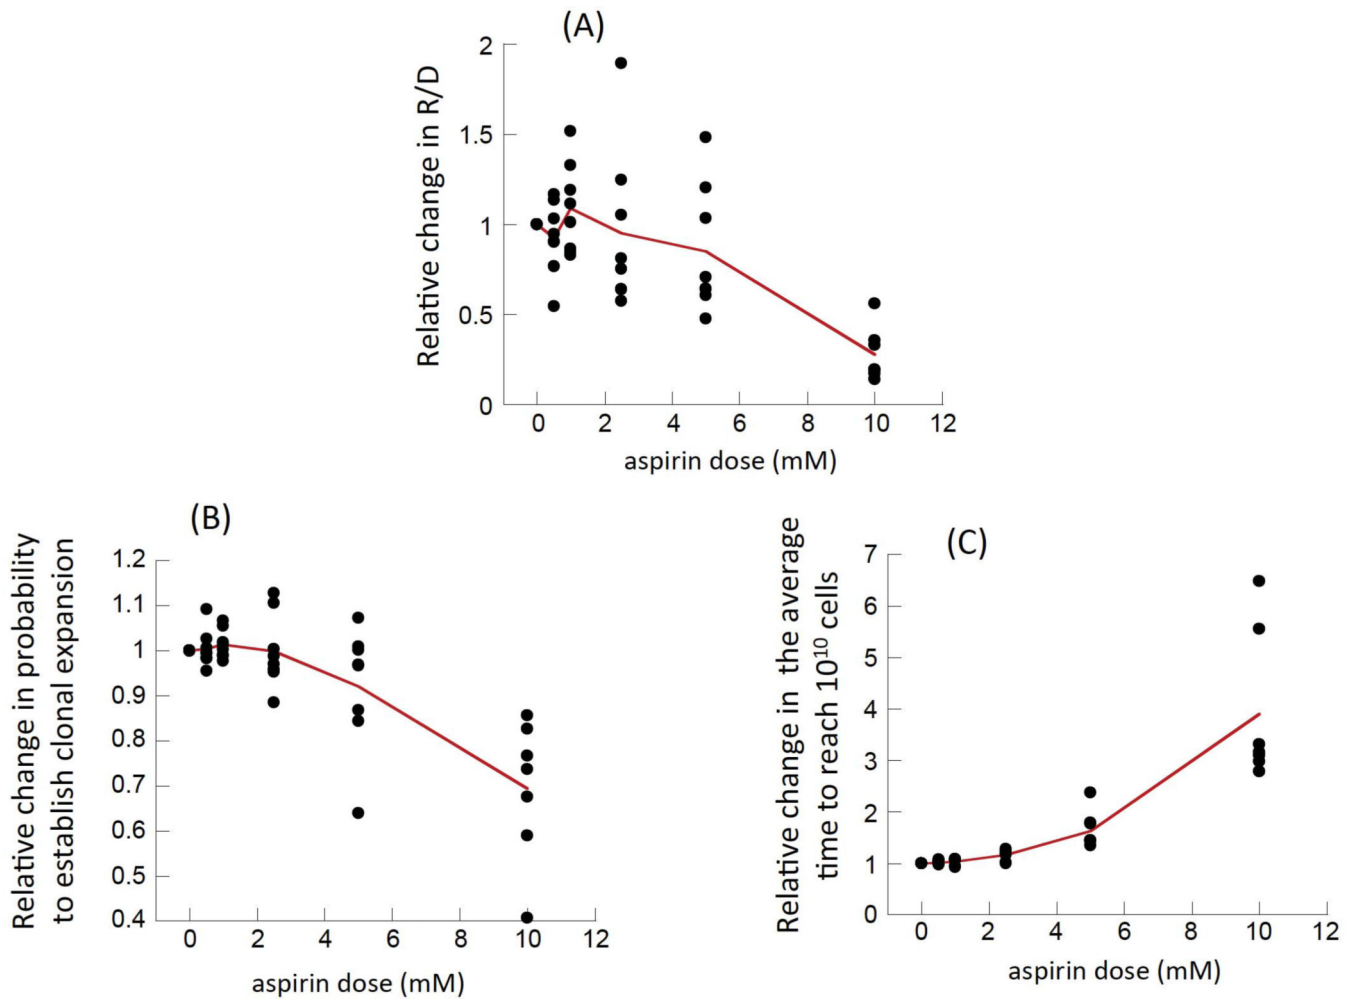 (A)
Relative change in R/D
2
1.5
1
0.5
0
0 2 4 6 8 10 12
aspirin dose (mM)
(B)
Relative change in probability
to establish clonal expansion
1.2
1.1
1
0.9
0.8
0.7
0.6
0.5
0.4
0 2 4 6 8 10 12
aspirin dose (mM)
(C)
Relative change in the average
time to reach 10¹⁰ cells
7
6
5
4
3
2
1
0
0 2 4 6 8 10 12
aspirin dose (mM)